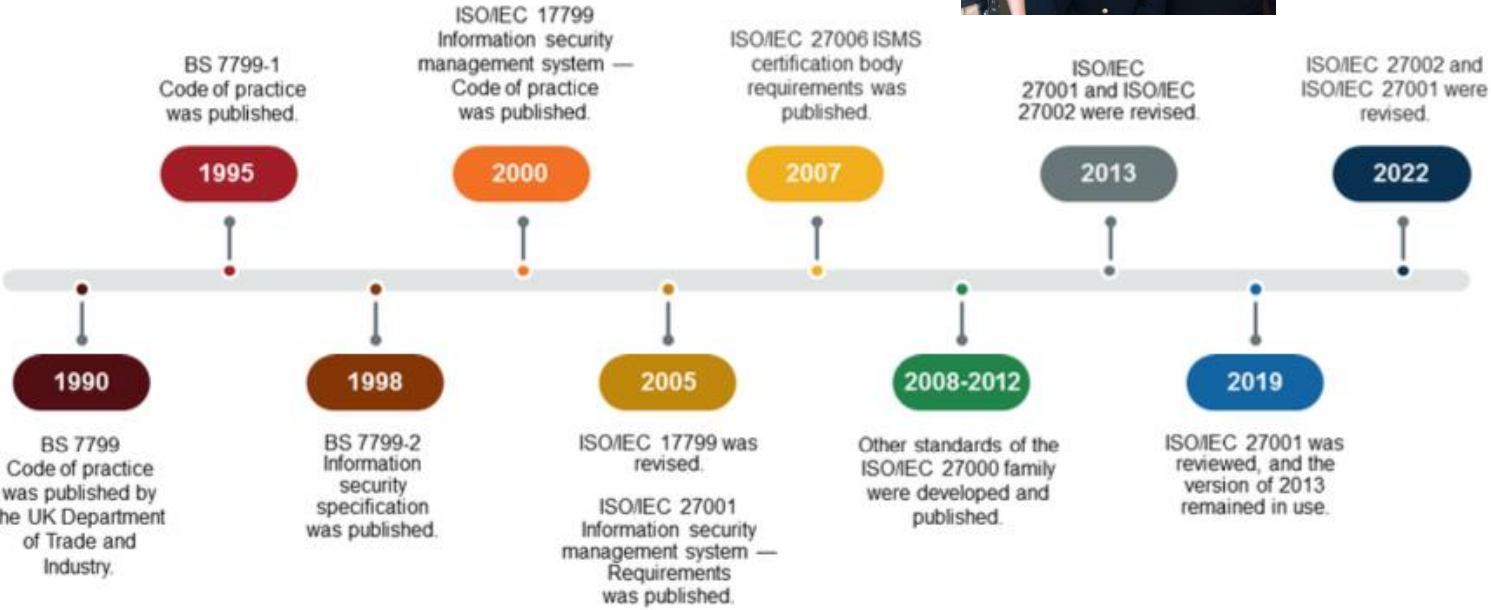 BS 7799-1
Code of practice
was published.
1995
ISO/IEC 17799
Information security
management system —
Code of practice
was published.
2000
ISO/IEC 27006 ISMS
certification body
requirements was
published.
2007
ISO/IEC
27001 and ISO/IEC
27002 were revised.
2013
ISO/IEC 27002 and
ISO/IEC 27001 were
revised.
2022
1990
BS 7799
Code of practice
was published by
he UK Department
of Trade and
Industry.
1998
BS 7799-2
Information
security
specification
was published.
2005
ISO/IEC 17799 was
revised.
ISO/IEC 27001
Information security
management system —
Requirements
was published.
2008-2012
Other standards of the
ISO/IEC 27000 family
were developed and
published.
2019
ISO/IEC 27001 was
reviewed, and the
version of 2013
remained in use.